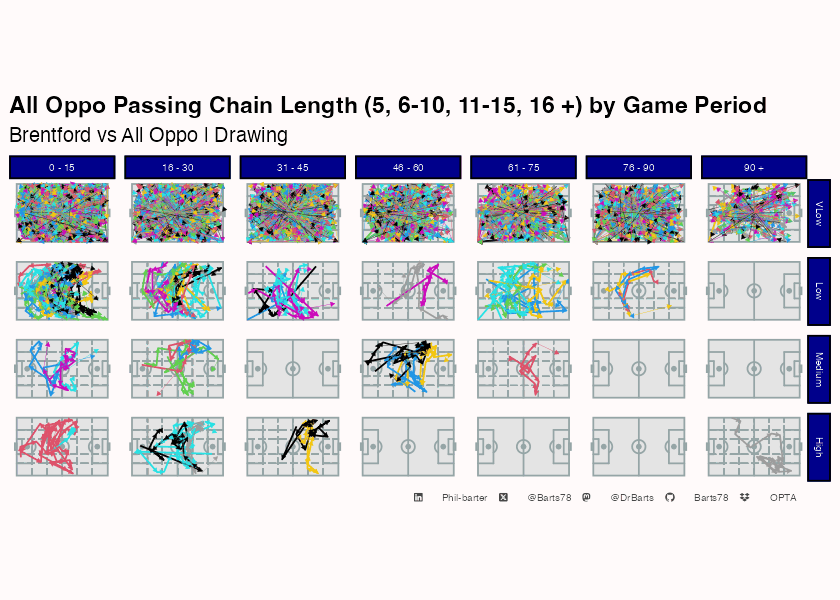 All Oppo Passing Chain Length (5, 6-10, 11-15, 16 +) by Game Period
Brentford vs All Oppo I Drawing
0 - 15 16 - 30 31 - 45 46 - 60 61 - 75 76 - 90 90 +
VLow
Low
Medium
High
Phil-barter @Barts78 @DrBarts Barts78 OPTA